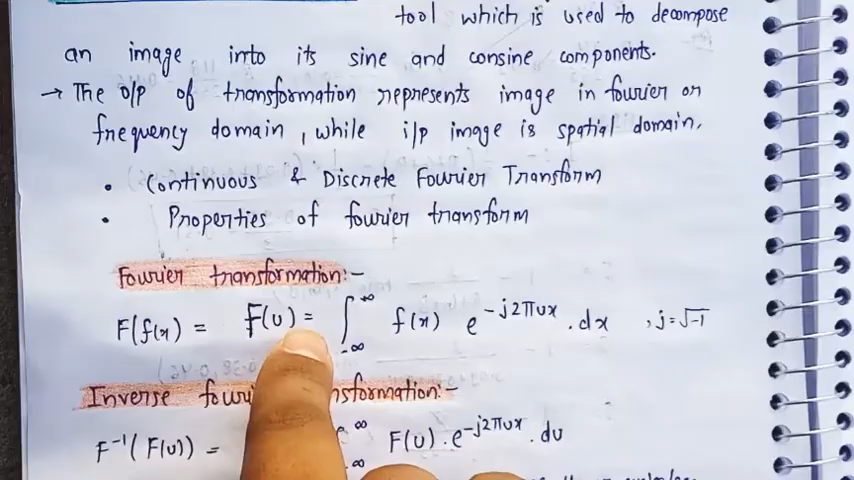 tool which is used to decompose
an image into its sine and consine components.
→ The o/p of transformation represents image in fourier or
frequency domain, while i/p image is spatial domain.
• Continuous & Discrete Fourier Transform
• Properties of fourier transform
Fourier transformation:-
F(f(x) = F(u) = ∫_{-∞}^{+∞} f(x) e^{-j2πux} . dx , j = √-1
Inverse
F^{-1}(F(u)) = ∞ -∞ F(u) . e^{-j2πux} . du